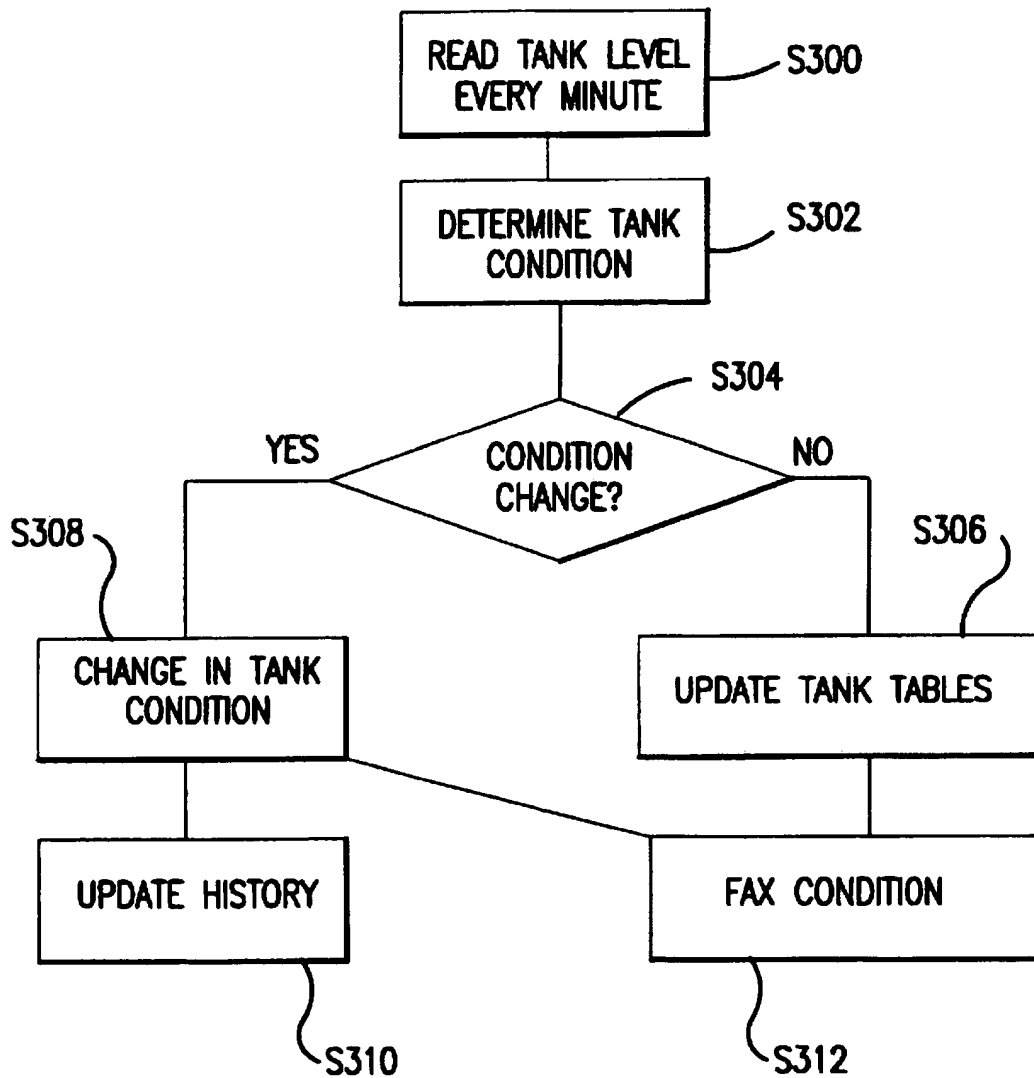 READ TANK LEVEL
EVERY MINUTE
S300
DETERMINE TANK
CONDITION
S302
S304
YES
CONDITION
CHANGE?
NO
S308
S306
CHANGE IN TANK
CONDITION
UPDATE TANK TABLES
UPDATE HISTORY
FAX CONDITION
S310
S312